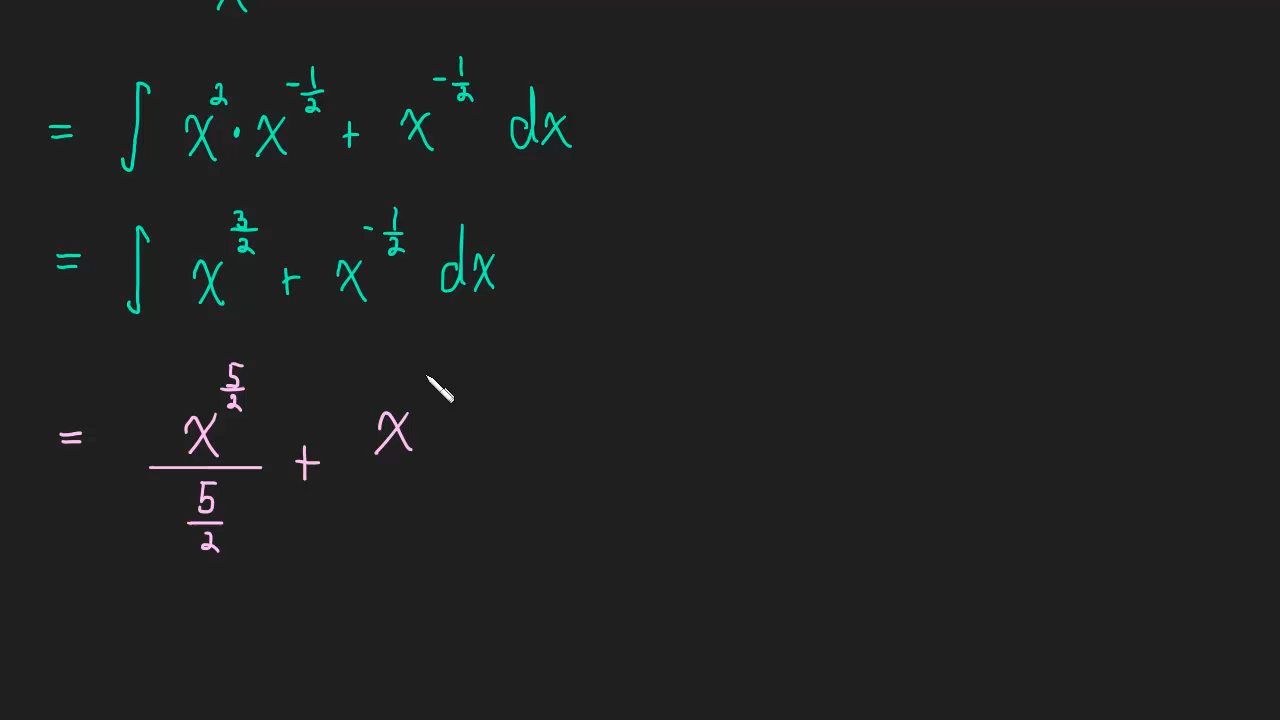 x
= ∫ x^2 · x^{-1/2} + x^{-1/2} dx
= ∫ x^{3/2} + x^{-1/2} dx
= x^{5/2} / (5/2) + x